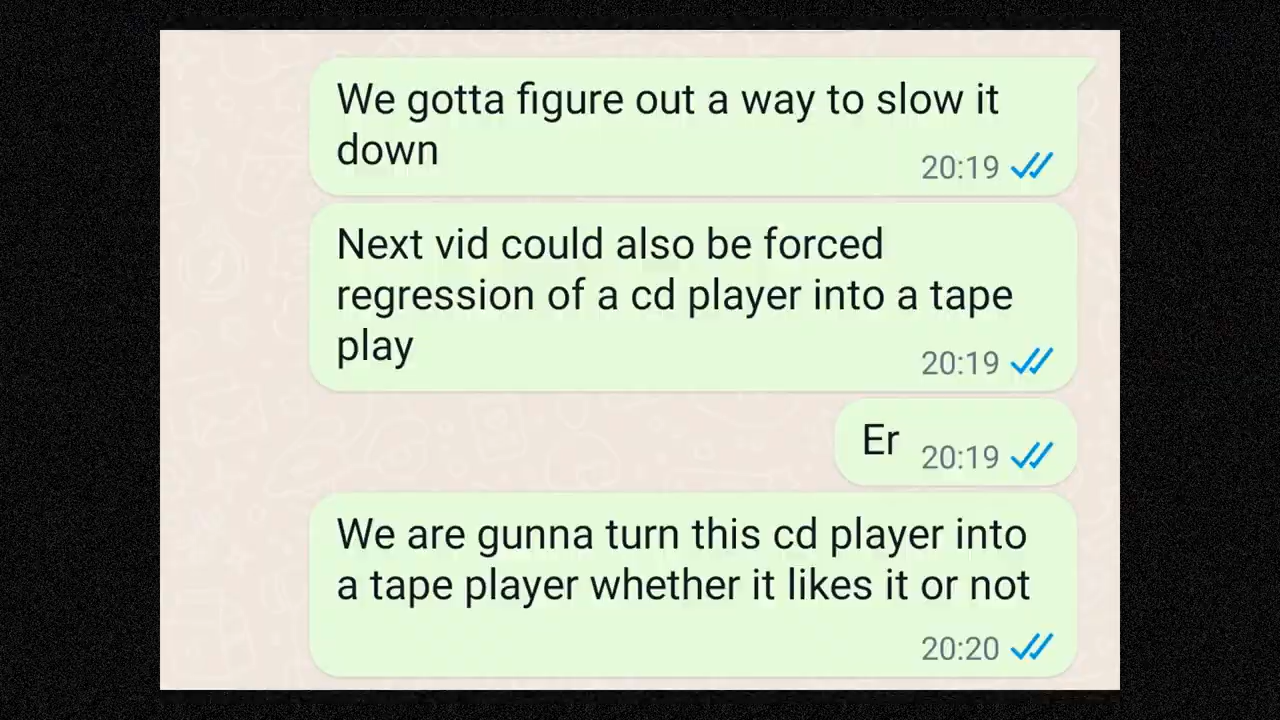 We gotta figure out a way to slow it
down
20:19
Next vid could also be forced
regression of a cd player into a tape
play
20:19
Er 20:19
We are gunna turn this cd player into
a tape player whether it likes it or not
20:20